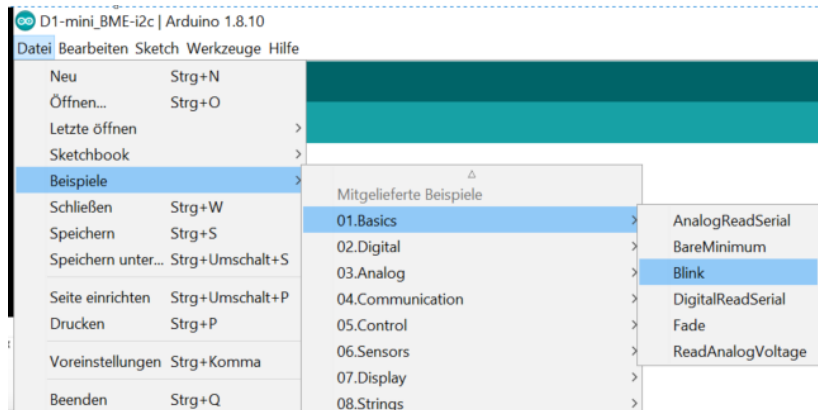 D1-mini_BME-i2c | Arduino 1.8.10
Datei Bearbeiten Sketch Werkzeuge Hilfe
Neu Strg+N
Öffnen... Strg+O
Letzte öffnen
Sketchbook
Beispiele
Schließen Strg+W
Speichern Strg+S
Speichern unter... Strg+Umschalt+S
Seite einrichten Strg+Umschalt+P
Drucken Strg+P
Voreinstellungen Strg+Komma
Beenden Strg+Q
Mitgelieferte Beispiele
01.Basics
02.Digital
03.Analog
04.Communication
05.Control
06.Sensors
07.Display
08.Strings
AnalogReadSerial
BareMinimum
Blink
DigitalReadSerial
Fade
ReadAnalogVoltage